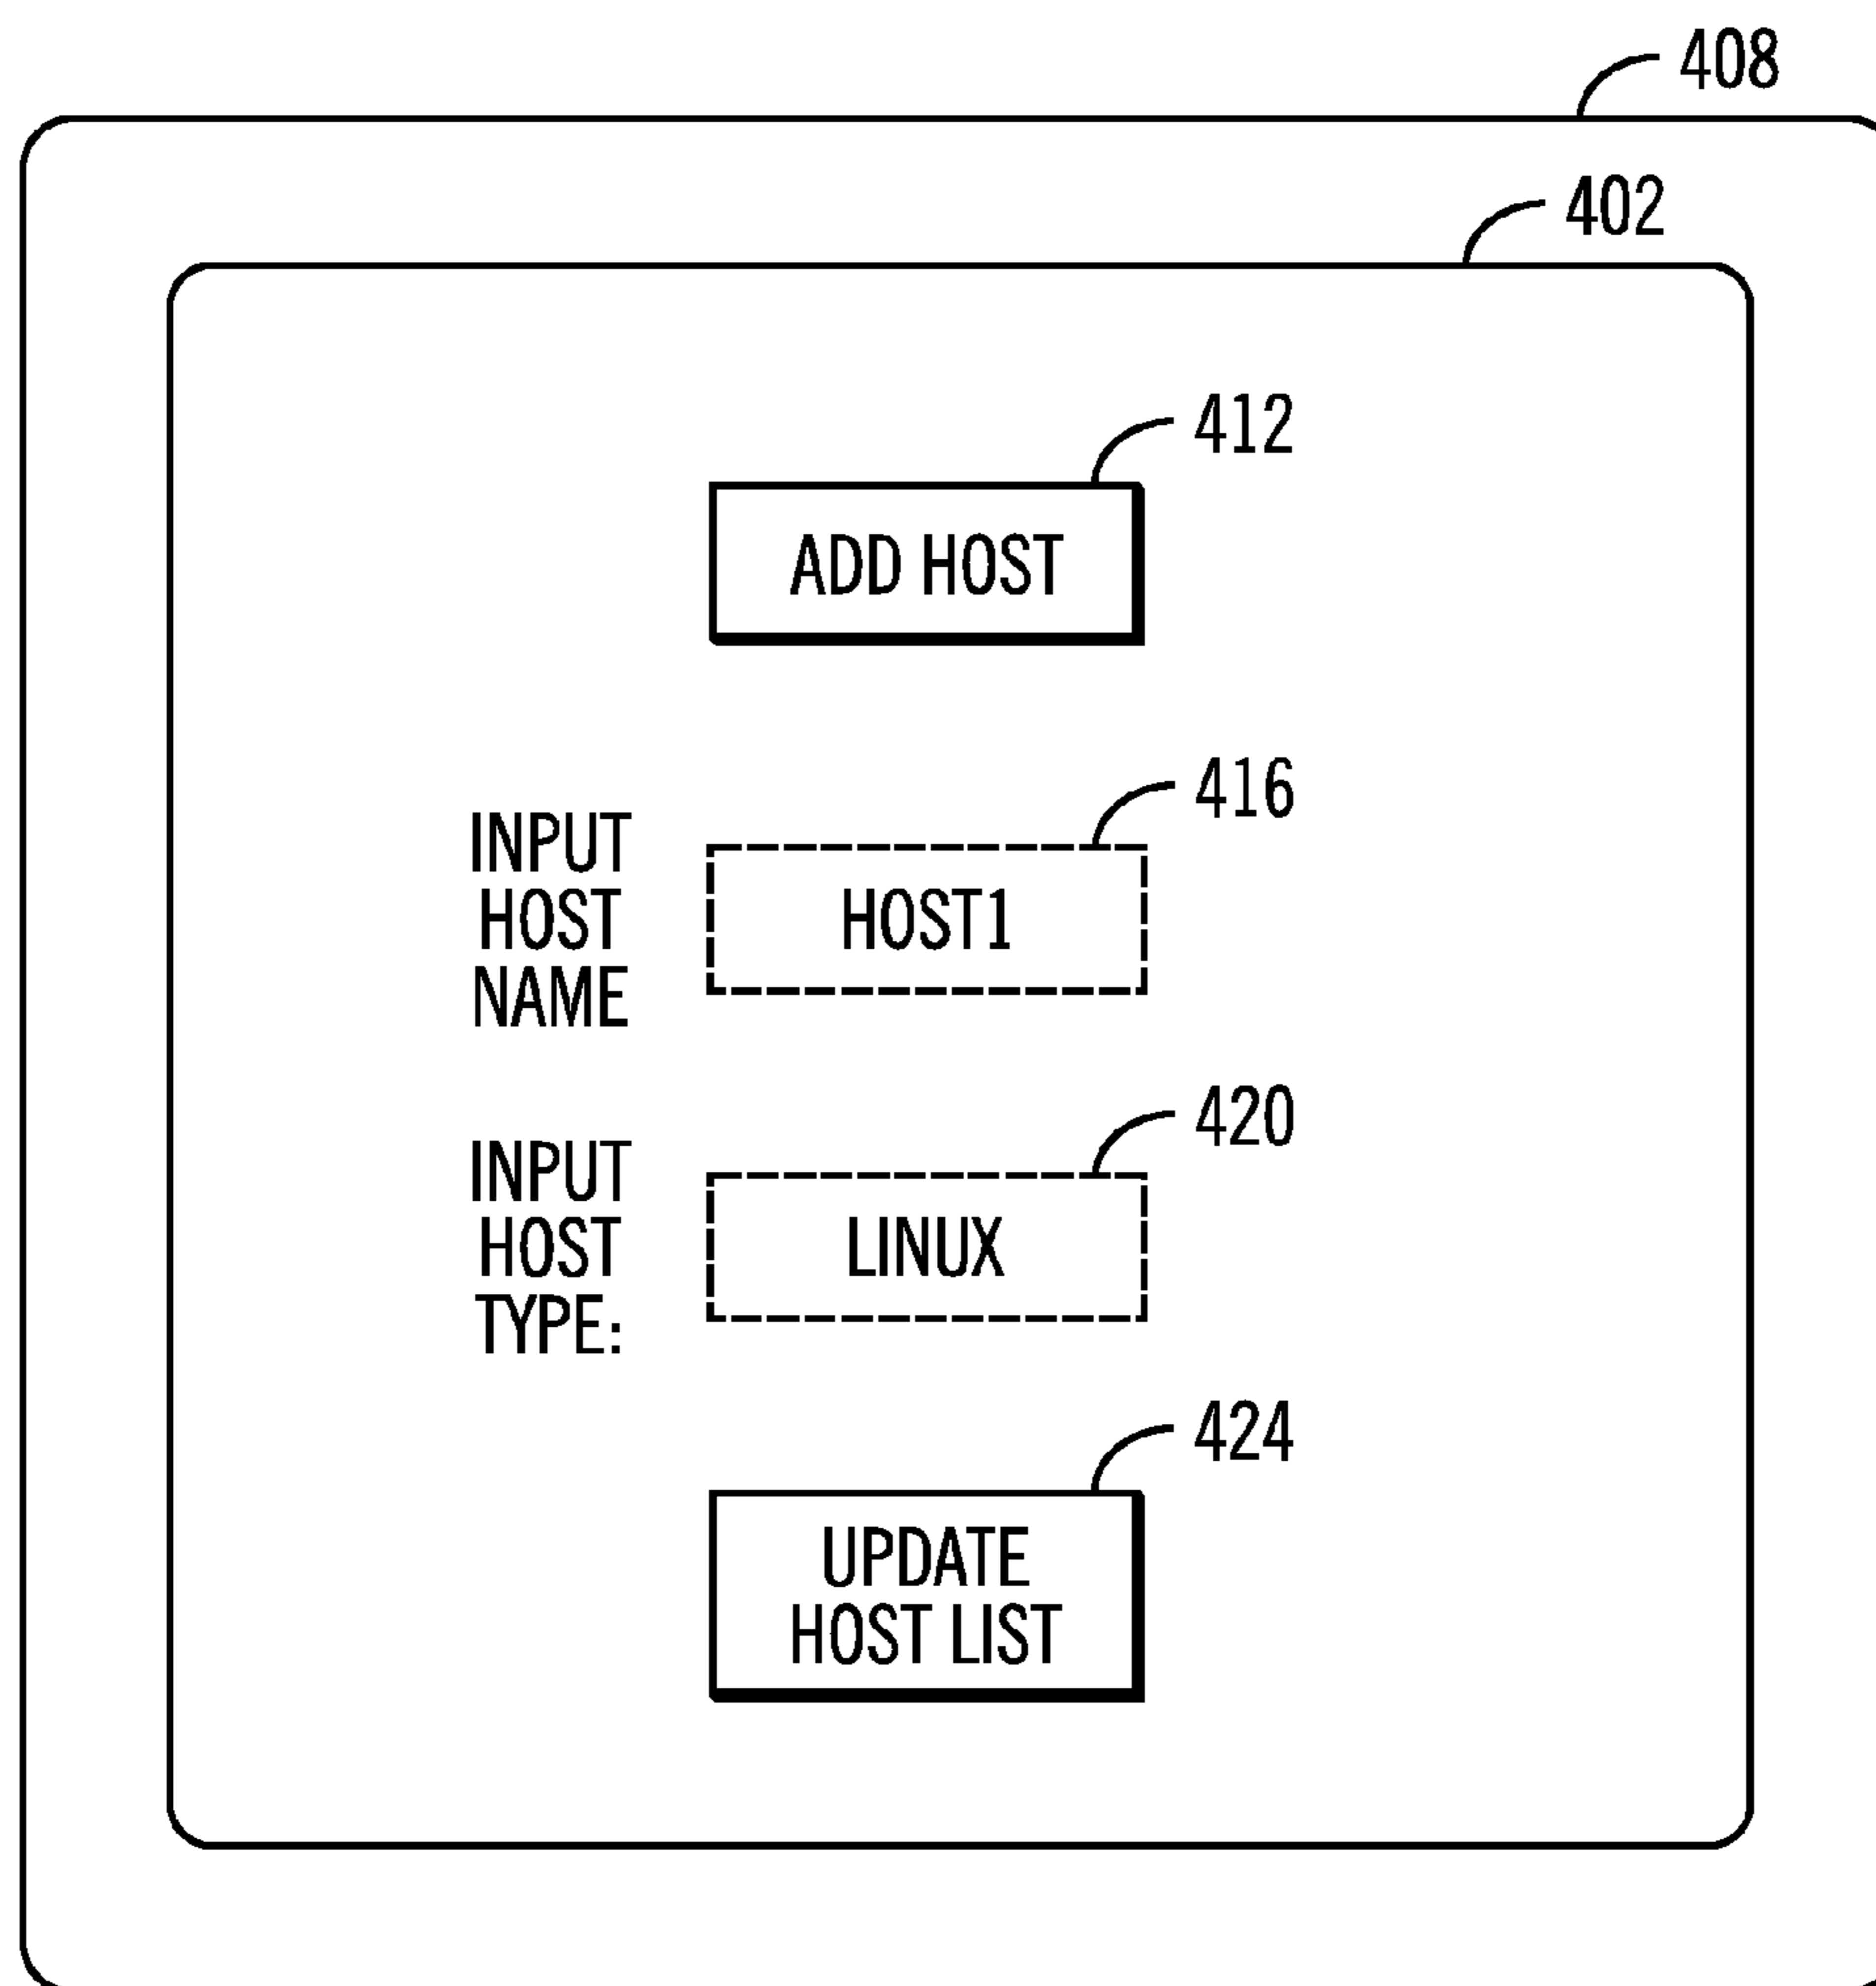 408
402
412
ADD HOST
416
INPUT
HOST
NAME
HOST1
420
INPUT
HOST
TYPE:
LINUX
424
UPDATE
HOST LIST